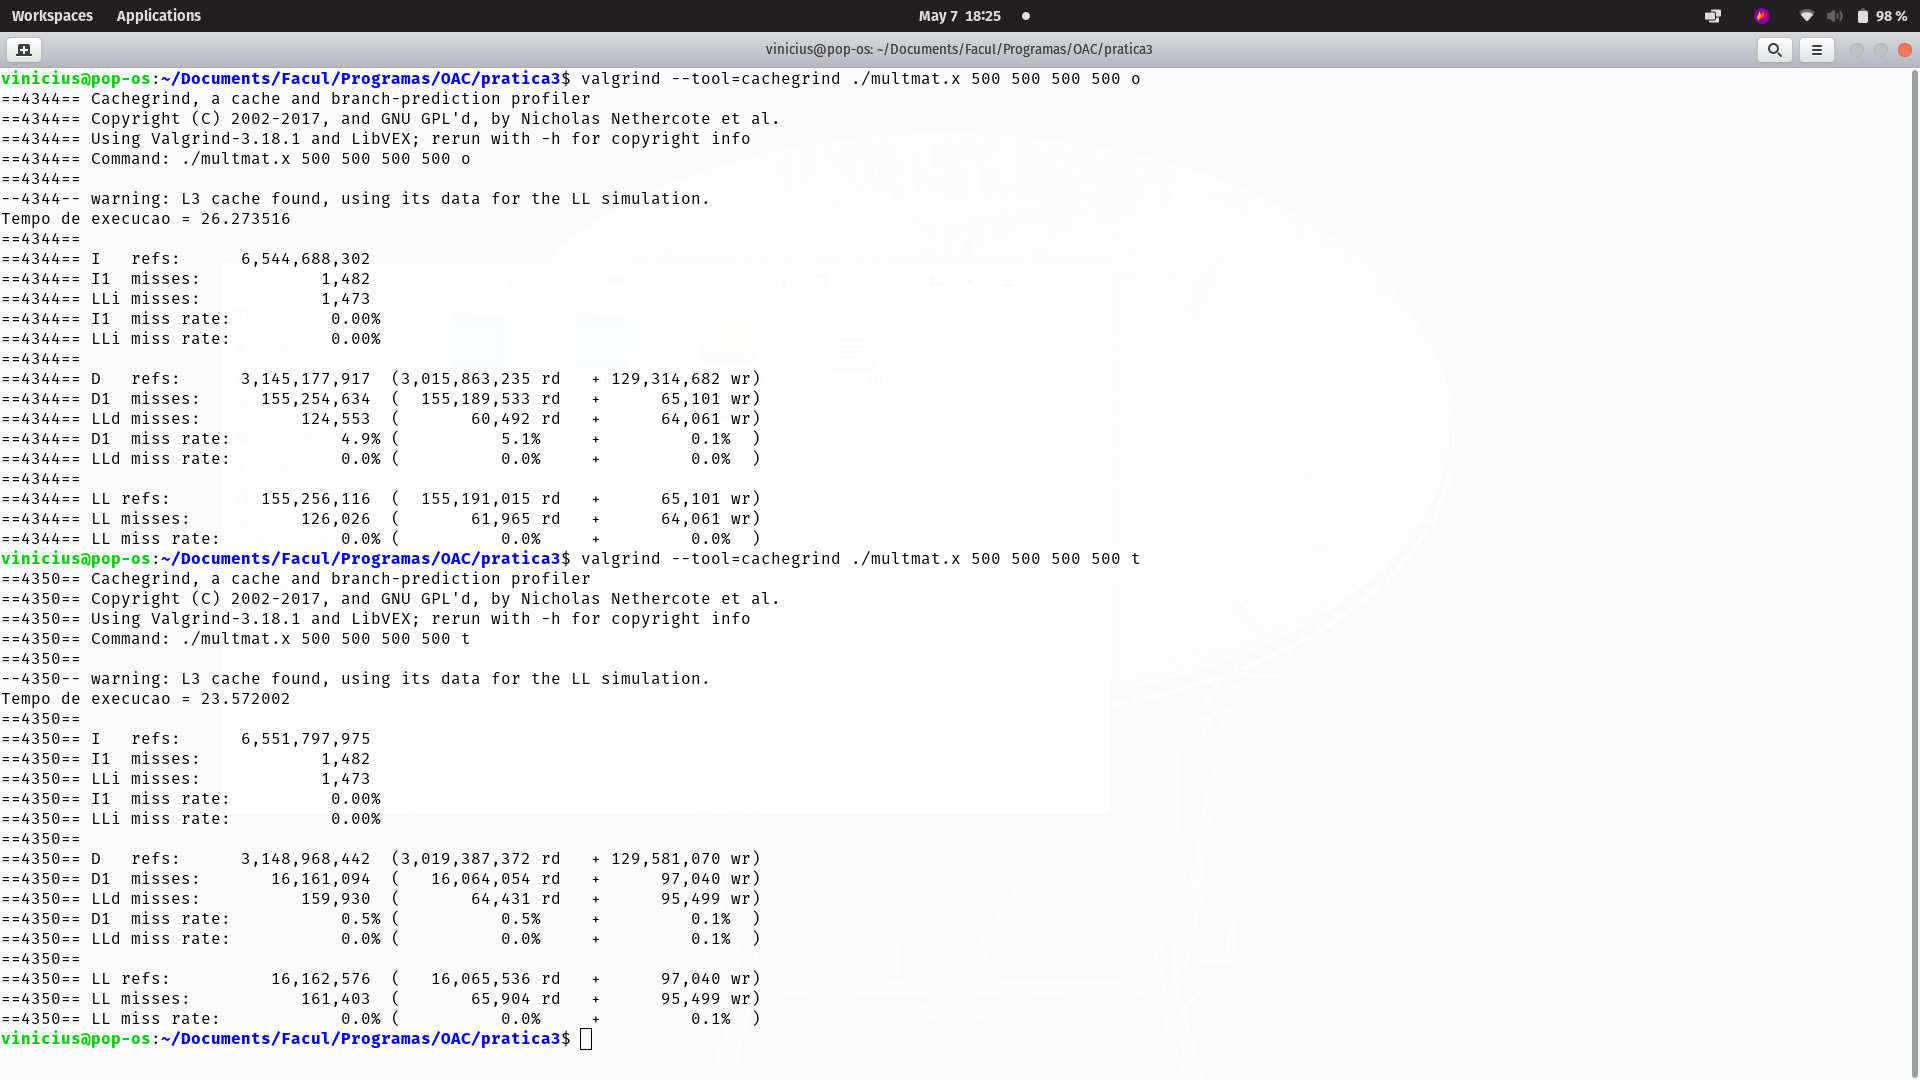 Workspaces Applications May 7 18:25 98 %
vinicius@pop-os: ~/Documents/Facul/Programas/OAC/pratica3
vinicius@pop-os:~/Documents/Facul/Programas/OAC/pratica3$ valgrind --tool=cachegrind ./multmat.x 500 500 500 500 o
==4344== Cachegrind, a cache and branch-prediction profiler
==4344== Copyright (C) 2002-2017, and GNU GPL'd, by Nicholas Nethercote et al.
==4344== Using Valgrind-3.18.1 and LibVEX; rerun with -h for copyright info
==4344== Command: ./multmat.x 500 500 500 500 o
==4344==
--4344-- warning: L3 cache found, using its data for the LL simulation.
Tempo de execucao = 26.273516
==4344==
==4344== I   refs:      6,544,688,302
==4344== I1  misses:            1,482
==4344== LLi misses:            1,473
==4344== I1  miss rate:          0.00%
==4344== LLi miss rate:          0.00%
==4344==
==4344== D   refs:      3,145,177,917  (3,015,863,235 rd   + 129,314,682 wr)
==4344== D1  misses:      155,254,634  (  155,189,533 rd   +      65,101 wr)
==4344== LLd misses:          124,553  (       60,492 rd   +      64,061 wr)
==4344== D1  miss rate:           4.9% (          5.1%     +         0.1%  )
==4344== LLd miss rate:           0.0% (          0.0%     +         0.0%  )
==4344==
==4344== LL refs:         155,256,116  (  155,191,015 rd   +      65,101 wr)
==4344== LL misses:           126,026  (       61,965 rd   +      64,061 wr)
==4344== LL miss rate:            0.0% (          0.0%     +         0.0%  )
vinicius@pop-os:~/Documents/Facul/Programas/OAC/pratica3$ valgrind --tool=cachegrind ./multmat.x 500 500 500 500 t
==4350== Cachegrind, a cache and branch-prediction profiler
==4350== Copyright (C) 2002-2017, and GNU GPL'd, by Nicholas Nethercote et al.
==4350== Using Valgrind-3.18.1 and LibVEX; rerun with -h for copyright info
==4350== Command: ./multmat.x 500 500 500 500 t
==4350==
--4350-- warning: L3 cache found, using its data for the LL simulation.
Tempo de execucao = 23.572002
==4350==
==4350== I   refs:      6,551,797,975
==4350== I1  misses:            1,482
==4350== LLi misses:            1,473
==4350== I1  miss rate:          0.00%
==4350== LLi miss rate:          0.00%
==4350==
==4350== D   refs:      3,148,968,442  (3,019,387,372 rd   + 129,581,070 wr)
==4350== D1  misses:       16,161,094  (   16,064,054 rd   +      97,040 wr)
==4350== LLd misses:          159,930  (       64,431 rd   +      95,499 wr)
==4350== D1  miss rate:           0.5% (          0.5%     +         0.1%  )
==4350== LLd miss rate:           0.0% (          0.0%     +         0.1%  )
==4350==
==4350== LL refs:          16,162,576  (   16,065,536 rd   +      97,040 wr)
==4350== LL misses:           161,403  (       65,904 rd   +      95,499 wr)
==4350== LL miss rate:            0.0% (          0.0%     +         0.1%  )
vinicius@pop-os:~/Documents/Facul/Programas/OAC/pratica3$